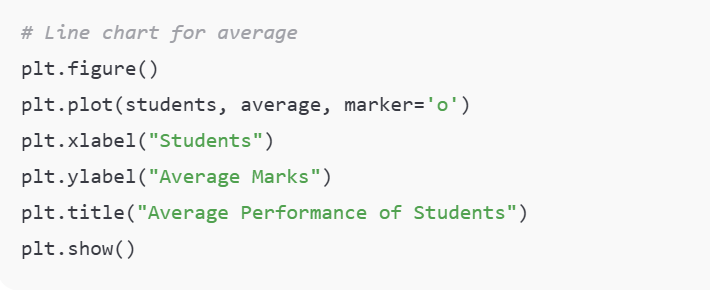 # Line chart for average
plt.figure()
plt.plot(students, average, marker='o')
plt.xlabel("Students")
plt.ylabel("Average Marks")
plt.title("Average Performance of Students")
plt.show()